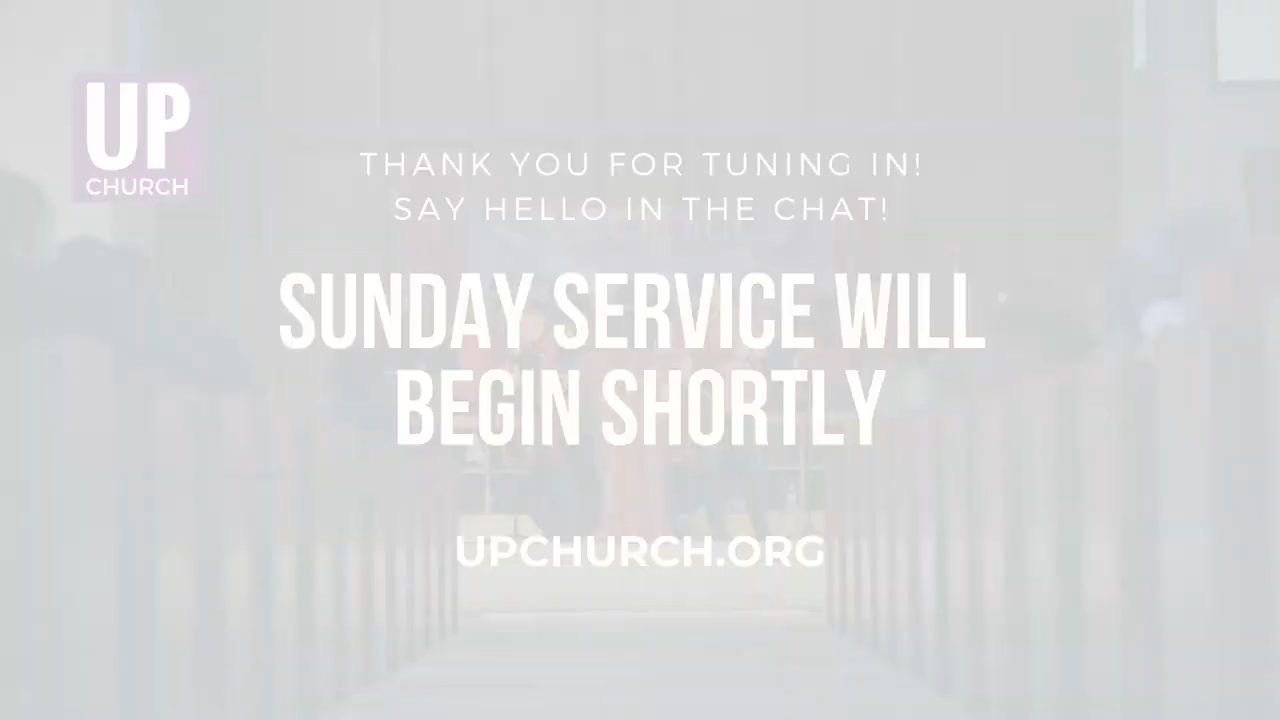 UP
CHURCH
THANK YOU FOR TUNING IN!
SAY HELLO IN THE CHAT!
SUNDAY SERVICE WILL
BEGIN SHORTLY
UPCHURCH.ORG